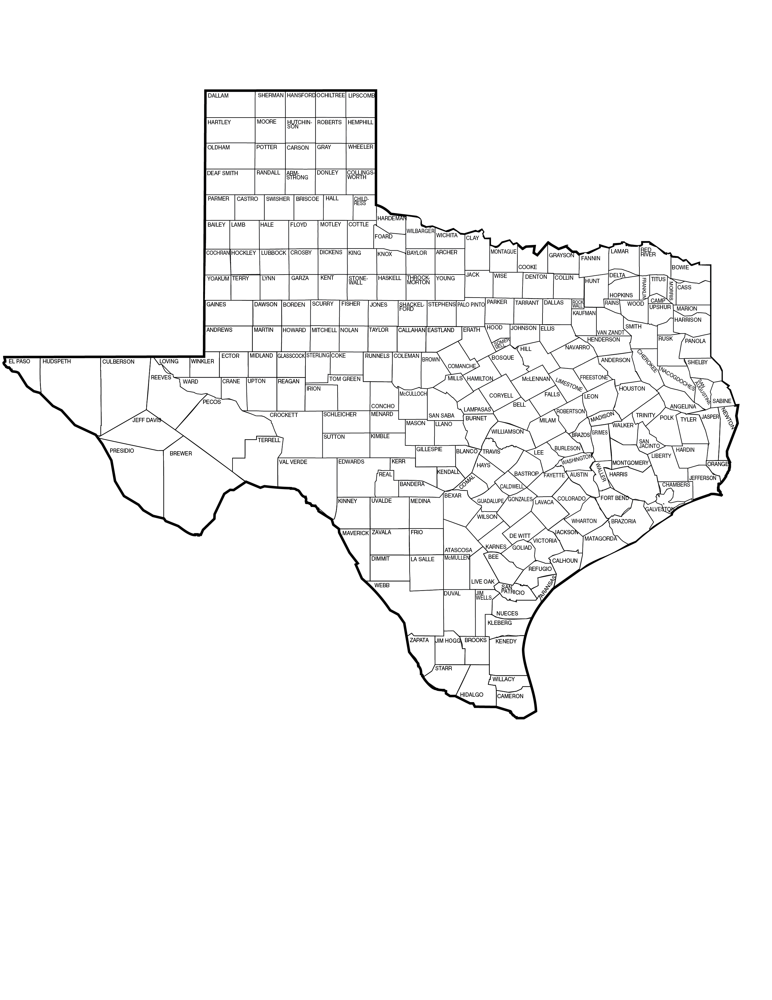 DALLAM
SHERMAN
HANSFORD
OCHILTREE
LIPSCOMB
HARTLEY
MOORE
HUTCHIN-
SON
ROBERTS
HEMPHILL
OLDHAM
POTTER
CARSON
GRAY
WHEELER
DEAF SMITH
RANDALL
ARM-
STRONG
DONLEY
COLLINGS-
WORTH
PARMER
CASTRO
SWISHER
BRISCOE
HALL
CHILD-
RESS
HARDEMAN
BAILEY
LAMB
HALE
FLOYD
MOTLEY
COTTLE
FOARD
WILBARGER
WICHITA
CLAY
MONTAGUE
COOKE
GRAYSON
FANNIN
LAMAR
RED
RIVER
BOWIE
COCHRAN
HOCKLEY
LUBBOCK
CROSBY
DICKENS
KING
KNOX
BAYLOR
ARCHER
YOAKUM
TERRY
LYNN
GARZA
KENT
STONE-
WALL
HASKELL
THROCK-
MORTON
YOUNG
JACK
WISE
DENTON
COLLIN
HUNT
DELTA
HOPKINS
FRANKLIN
TITUS
MORRIS
CASS
GAINES
DAWSON
BORDEN
SCURRY
FISHER
JONES
SHACKEL-
FORD
STEPHENS
PALO PINTO
PARKER
TARRANT
DALLAS
ROCK
WALL
KAUFMAN
RAINS
WOOD
CAMP
UPSHUR
MARION
HARRISON
ANDREWS
MARTIN
HOWARD
MITCHELL
NOLAN
TAYLOR
CALLAHAN
EASTLAND
ERATH
HOOD
JOHNSON
ELLIS
VAN ZANDT
SMITH
SOMER
VELL
HENDERSON
RUSK
PANOLA
EL PASO
HUDSPETH
CULBERSON
LOVING
WINKLER
ECTOR
MIDLAND
GLASSCOCK
STERLING
COKE
RUNNELS
COLEMAN
BROWN
COMANCHE
BOSQUE
HILL
NAVARRO
ANDERSON
CHEROKEE
SHELBY
REEVES
WARD
CRANE
UPTON
REAGAN
TOM GREEN
IRION
MILLS
HAMILTON
McLENNAN
LIMESTONE
FREESTONE
NACOGDOCHES
SAN
AUGUSTINE
McCULLOCH
CORYELL
FALLS
LEON
HOUSTON
PECOS
CONCHO
BELL
ANGELINA
SABINE
JEFF DAVIS
CROCKETT
SCHLEICHER
MENARD
SAN SABA
LAMPASAS
BURNET
MILAM
ROBERTSON
MADISON
TRINITY
POLK
TYLER
JASPER
NEWTON
MASON
LLANO
WILLIAMSON
BRAZOS
GRIMES
WALKER
TERRELL
SUTTON
KIMBLE
SAN
JACINTO
PRESIDIO
BREWER
GILLESPIE
BLANCO
TRAVIS
LEE
BURLESON
LIBERTY
HARDIN
VAL VERDE
EDWARDS
KERR
HAYS
WASHINGTON
MONTGOMERY
ORANGE
REAL
KENDALL
COMAL
BASTROP
FAYETTE
AUSTIN
WALLER
HARRIS
JEFFERSON
BANDERA
CALDWELL
CHAMBERS
KINNEY
UVALDE
MEDINA
BEXAR
GUADALUPE
GONZALES
LAVACA
COLORADO
FORT BEND
GALVESTON
WILSON
WHARTON
BRAZORIA
MAVERICK
ZAVALA
FRIO
ATASCOSA
KARNES
DE WITT
VICTORIA
JACKSON
MATAGORDA
GOLIAD
DIMMIT
LA SALLE
McMULLEN
BEE
CALHOUN
REFUGIO
WEBB
LIVE OAK
SAN
PATRICIO
ARANSAS
DUVAL
JIM
WELLS
NUECES
KLEBERG
ZAPATA
JIM HOGG
BROOKS
KENEDY
STARR
WILLACY
HIDALGO
CAMERON